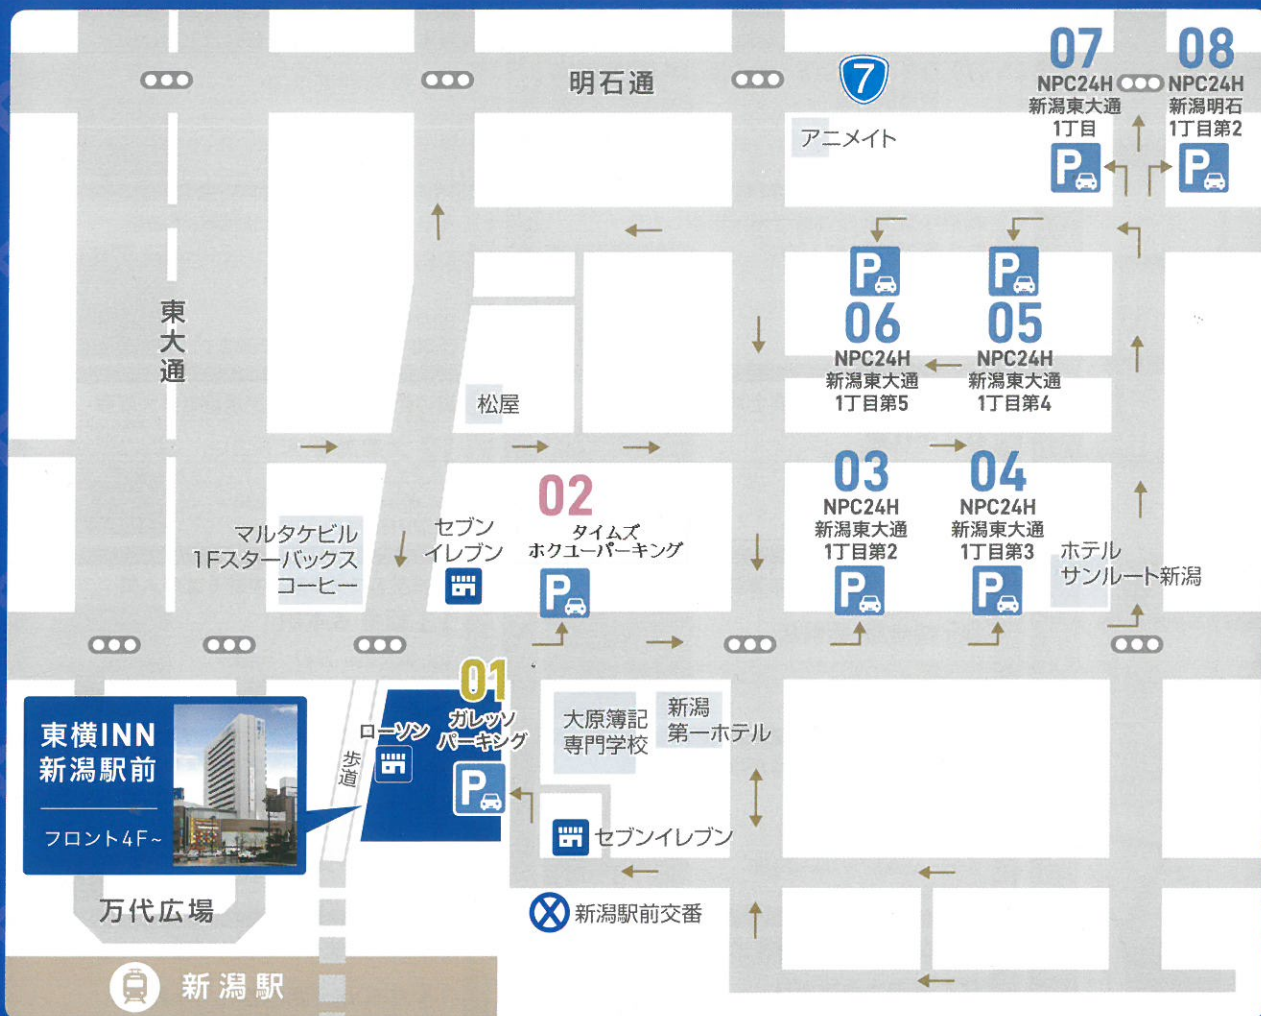 明石通
7
07
NPC24H
新潟東大通
1丁目
P
08
NPC24H
新潟明石
1丁目第2
P
アニメイト
東大通
P
06
NPC24H
新潟東大通
1丁目第5
P
05
NPC24H
新潟東大通
1丁目第4
松屋
02
タイムズ
ホクユーパーキング
P
03
NPC24H
新潟東大通
1丁目第2
P
04
NPC24H
新潟東大通
1丁目第3
P
マルタケビル
1Fスターバックス
コーヒー
セブン
イレブン
ホテル
サンルート新潟
01
ガレッソ
パーキング
P
ローソン
歩道
大原簿記
専門学校
新潟
第一ホテル
東横INN
新潟駅前
フロント4F~
セブンイレブン
新潟駅前交番
万代広場
新潟駅